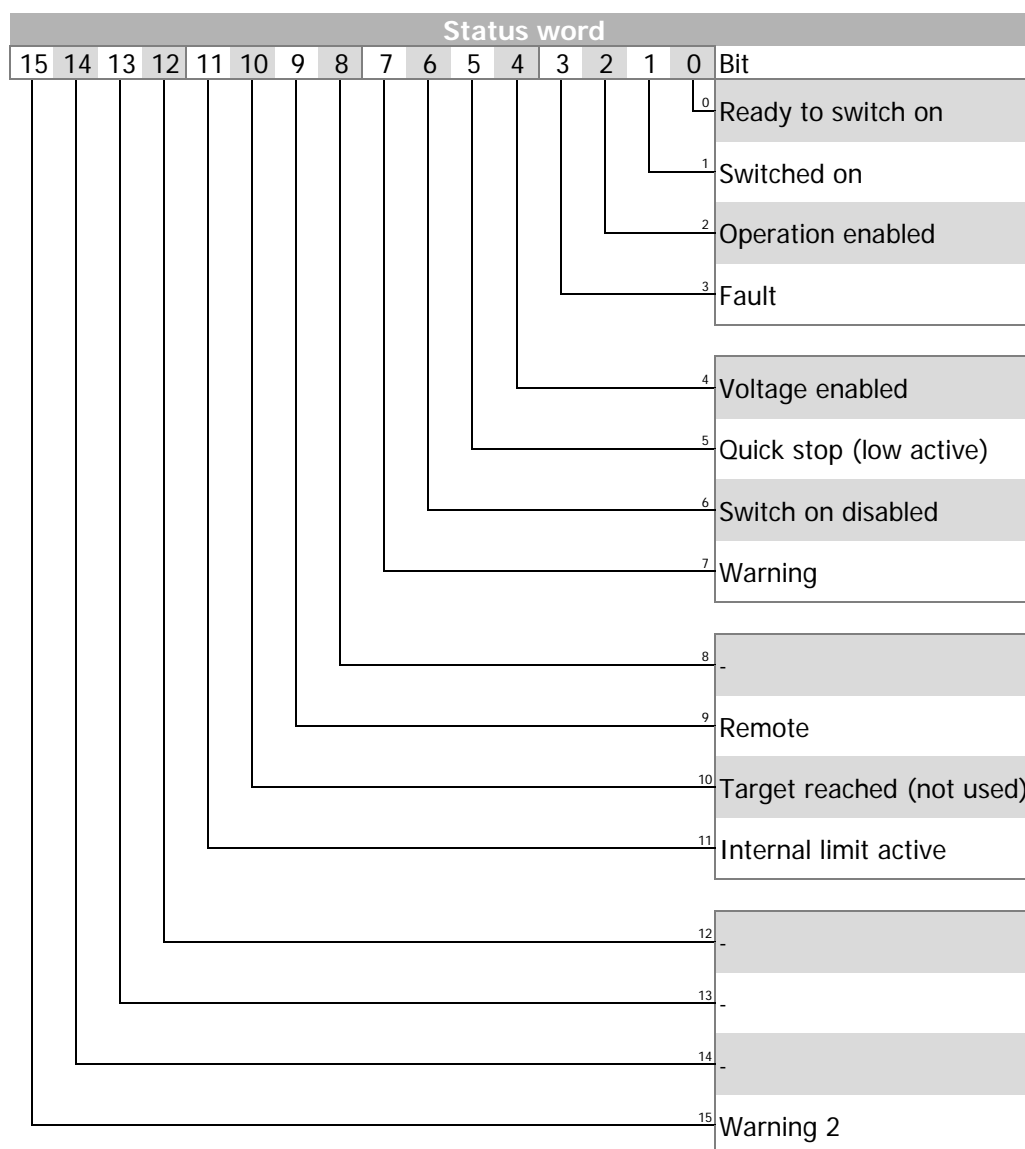 Status word
15 14 13 12 11 10 9 8 7 6 5 4 3 2 1 0 Bit
0 Ready to switch on
1 Switched on
2 Operation enabled
3 Fault
4 Voltage enabled
5 Quick stop (low active)
6 Switch on disabled
7 Warning
8 -
9 Remote
10 Target reached (not used)
11 Internal limit active
12 -
13 -
14 -
15 Warning 2